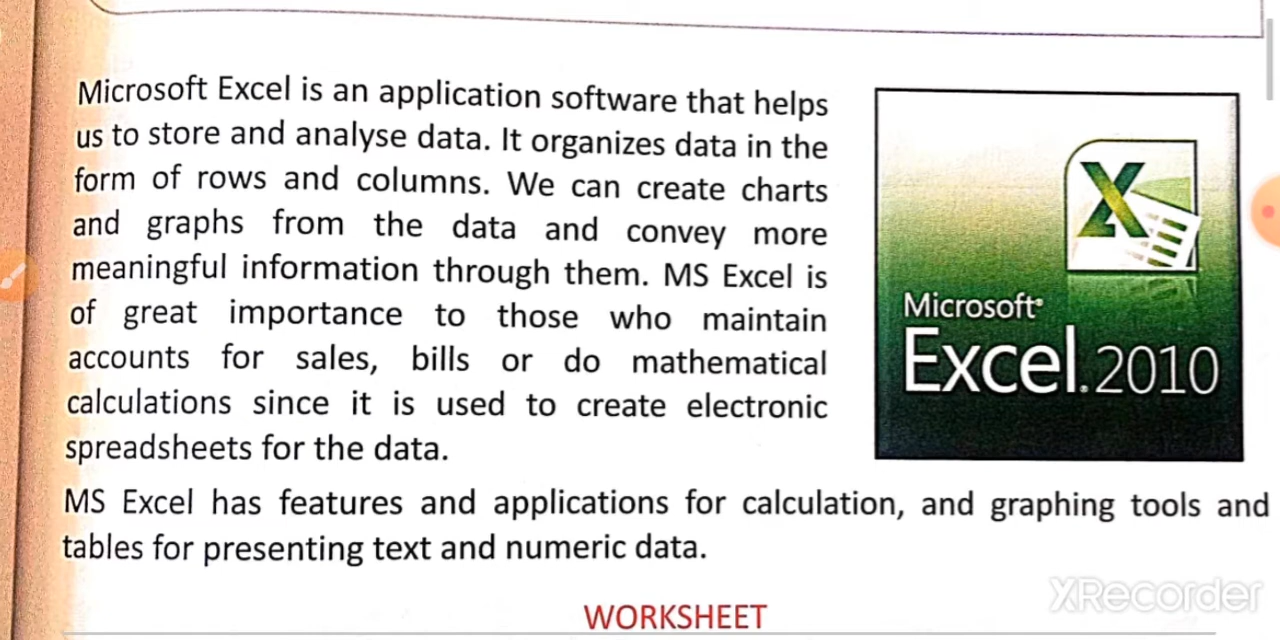 Microsoft Excel is an application software that helps
us to store and analyse data. It organizes data in the
form of rows and columns. We can create charts
and graphs from the data and convey more
meaningful information through them. MS Excel is
of great importance to those who maintain
accounts for sales, bills or do mathematical
calculations since it is used to create electronic
spreadsheets for the data.
Microsoft®
Excel® 2010
MS Excel has features and applications for calculation, and graphing tools and
tables for presenting text and numeric data.
WORKSHEET
XRecorder